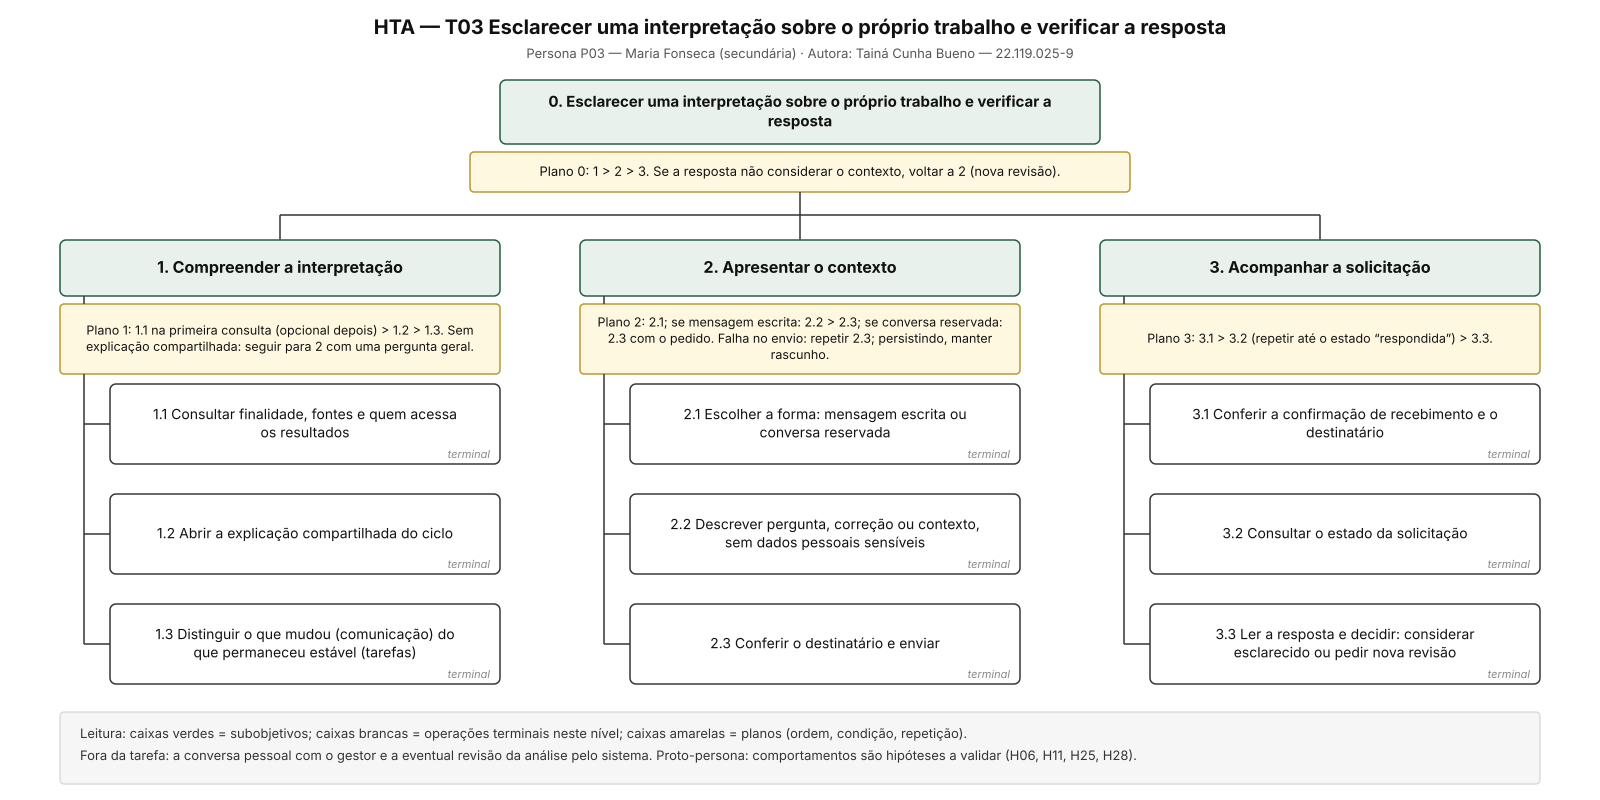 HTA — T03 Esclarecer uma interpretação sobre o próprio trabalho e verificar a resposta
Persona P03 — Maria Fonseca (secundária) · Autora: Tainá Cunha Bueno — 22.119.025-9
0. Esclarecer uma interpretação sobre o próprio trabalho e verificar a
resposta
Plano 0: 1 > 2 > 3. Se a resposta não considerar o contexto, voltar a 2 (nova revisão).
1. Compreender a interpretação
Plano 1: 1.1 na primeira consulta (opcional depois) > 1.2 > 1.3. Sem
explicação compartilhada: seguir para 2 com uma pergunta geral.
1.1 Consultar finalidade, fontes e quem acessa
os resultados
terminal
1.2 Abrir a explicação compartilhada do ciclo
terminal
1.3 Distinguir o que mudou (comunicação) do
que permaneceu estável (tarefas)
terminal
2. Apresentar o contexto
Plano 2: 2.1; se mensagem escrita: 2.2 > 2.3; se conversa reservada:
2.3 com o pedido. Falha no envio: repetir 2.3; persistindo, manter
rascunho.
2.1 Escolher a forma: mensagem escrita ou
conversa reservada
terminal
2.2 Descrever pergunta, correção ou contexto,
sem dados pessoais sensíveis
terminal
2.3 Conferir o destinatário e enviar
terminal
3. Acompanhar a solicitação
Plano 3: 3.1 > 3.2 (repetir até o estado “respondida”) > 3.3.
3.1 Conferir a confirmação de recebimento e o
destinatário
terminal
3.2 Consultar o estado da solicitação
terminal
3.3 Ler a resposta e decidir: considerar
esclarecido ou pedir nova revisão
terminal
Leitura: caixas verdes = subobjetivos; caixas brancas = operações terminais neste nível; caixas amarelas = planos (ordem, condição, repetição).
Fora da tarefa: a conversa pessoal com o gestor e a eventual revisão da análise pelo sistema. Proto-persona: comportamentos são hipóteses a validar (H06, H11, H25, H28).